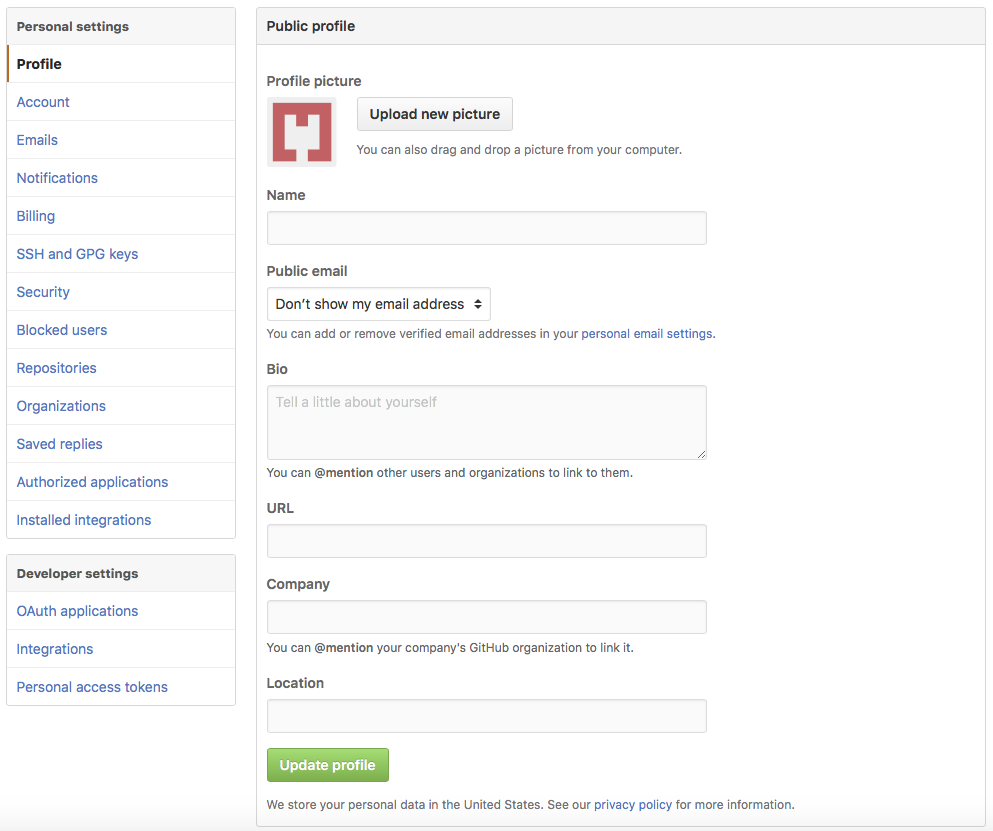 Personal settings
Profile
Account
Emails
Notifications
Billing
SSH and GPG keys
Security
Blocked users
Repositories
Organizations
Saved replies
Authorized applications
Installed integrations
Developer settings
OAuth applications
Integrations
Personal access tokens
Public profile
Profile picture
Upload new picture
You can also drag and drop a picture from your computer.
Name
Public email
Don’t show my email address
You can add or remove verified email addresses in your personal email settings.
Bio
Tell a little about yourself
You can @mention other users and organizations to link to them.
URL
Company
You can @mention your company's GitHub organization to link it.
Location
Update profile
We store your personal data in the United States. See our privacy policy for more information.